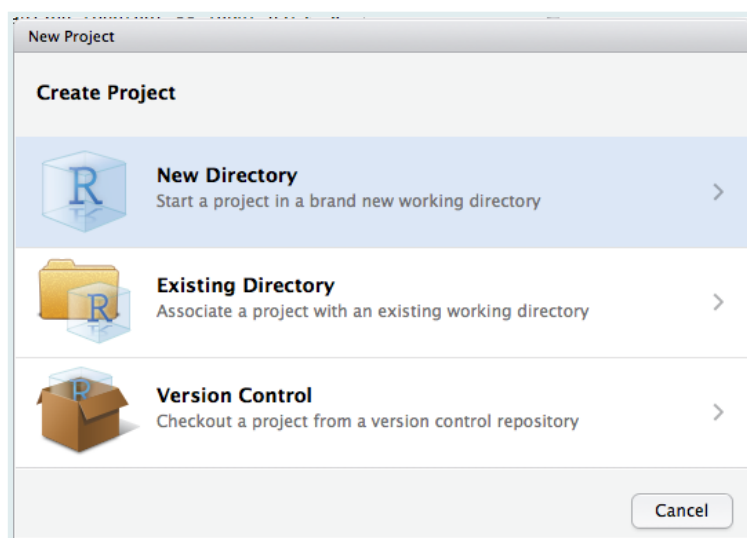 New Project
Create Project
New Directory
Start a project in a brand new working directory
R
Existing Directory
Associate a project with an existing working directory
R
Version Control
Checkout a project from a version control repository
R
Cancel